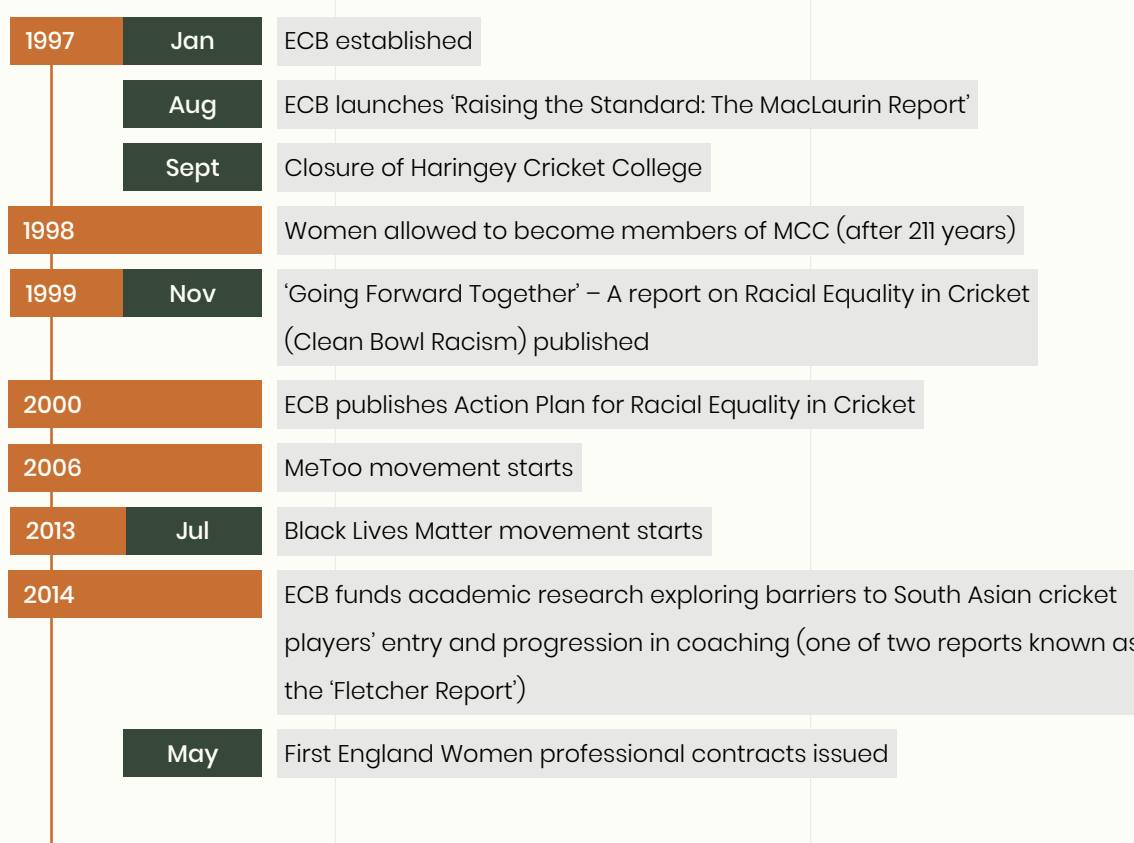 1997 Jan ECB established
Aug ECB launches ‘Raising the Standard: The MacLaurin Report’
Sept Closure of Haringey Cricket College
1998 Women allowed to become members of MCC (after 211 years)
1999 Nov ‘Going Forward Together’ – A report on Racial Equality in Cricket
(Clean Bowl Racism) published
2000 ECB publishes Action Plan for Racial Equality in Cricket
2006 MeToo movement starts
2013 Jul Black Lives Matter movement starts
2014 ECB funds academic research exploring barriers to South Asian cricket
players’ entry and progression in coaching (one of two reports known as
the ‘Fletcher Report’)
May First England Women professional contracts issued